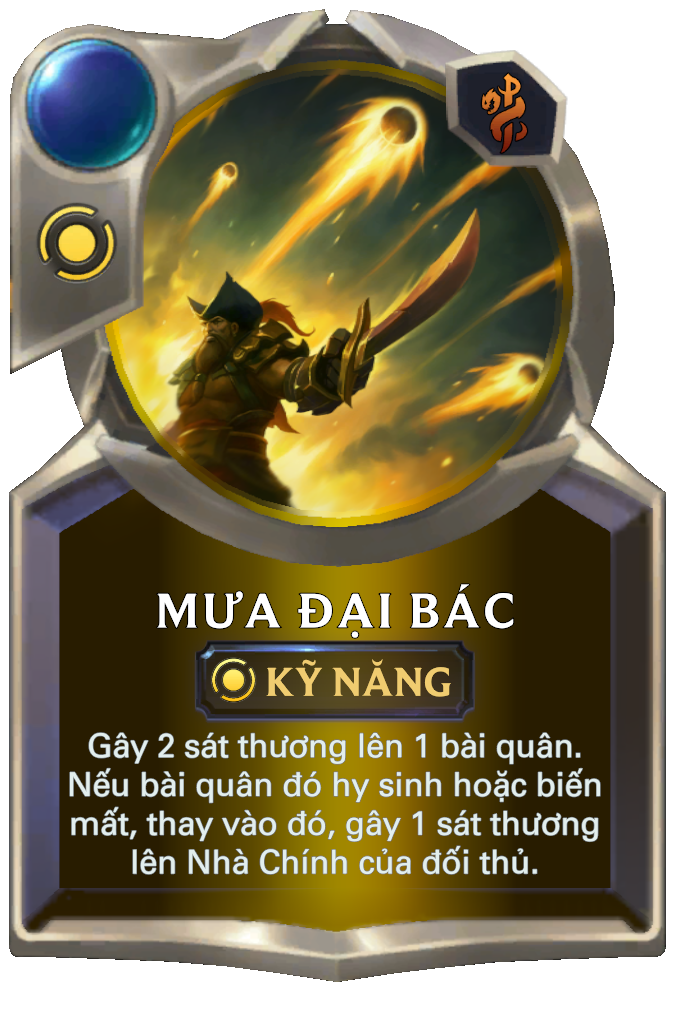 MƯA ĐẠI BÁC
KỸ NĂNG
Gây 2 sát thương lên 1 bài quân.
Nếu bài quân đó hy sinh hoặc biến
mất, thay vào đó, gây 1 sát thương
lên Nhà Chính của đối thủ.